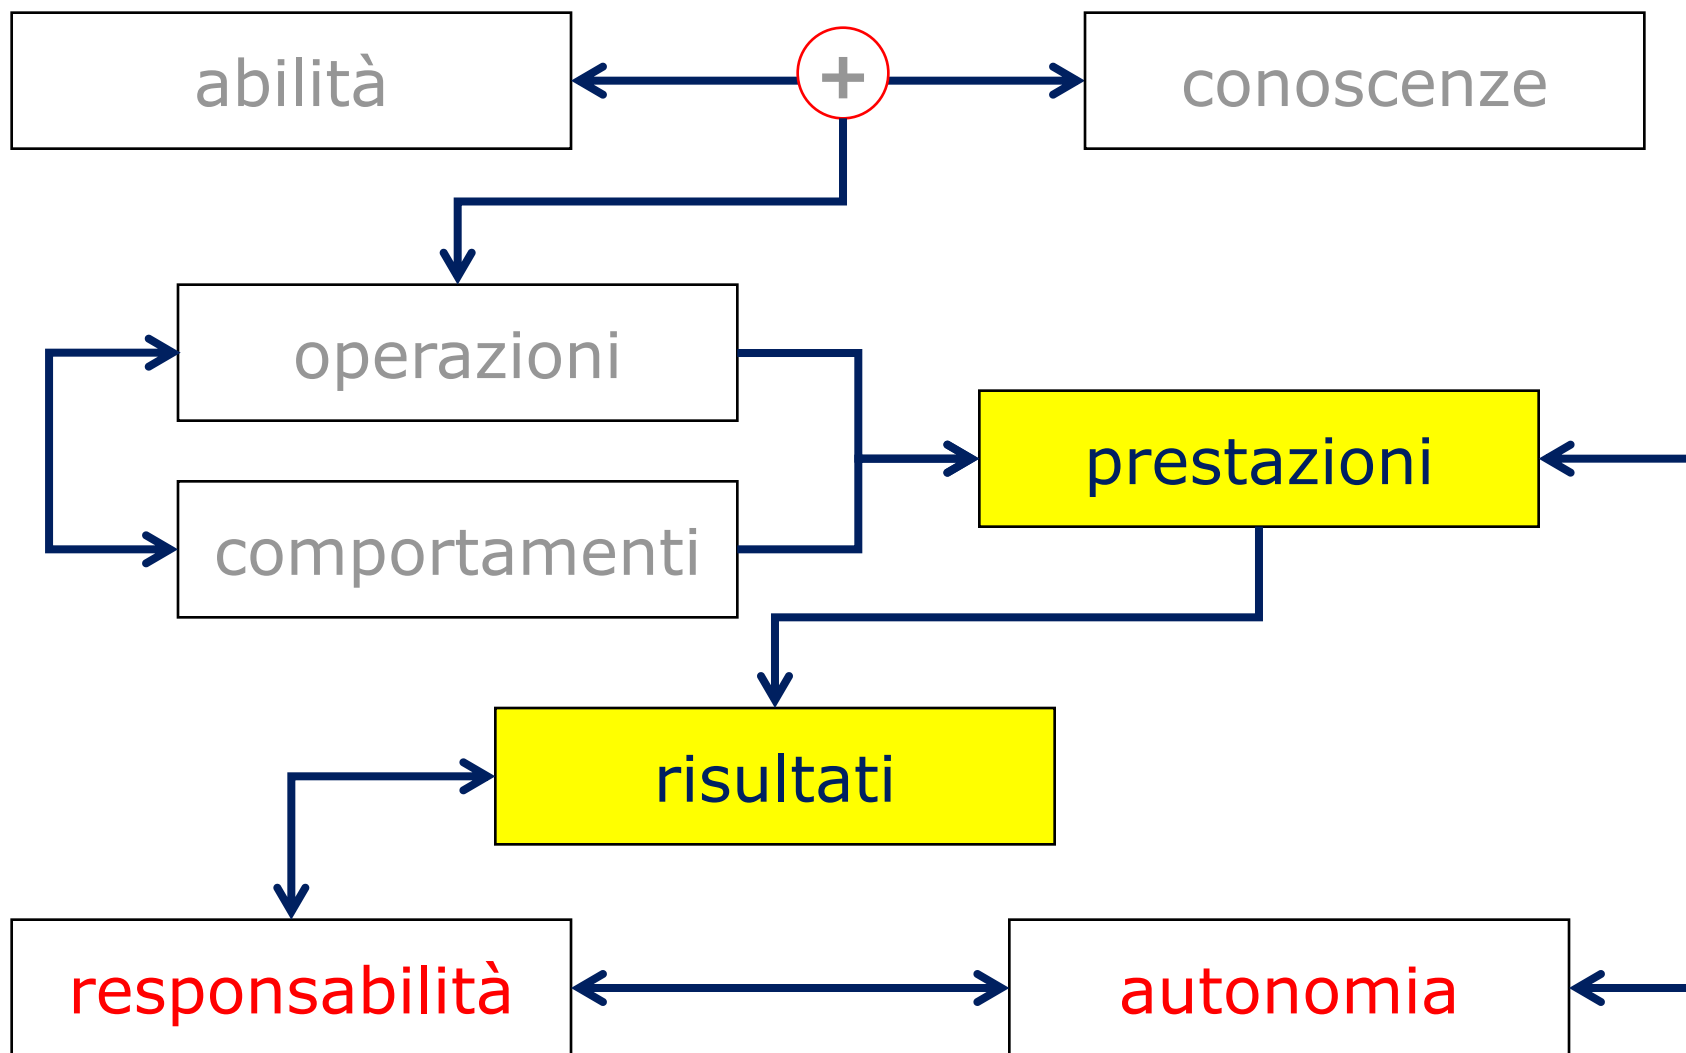 abilità
+
conoscenze
operazioni
prestazioni
comportamenti
risultati
responsabilità
autonomia